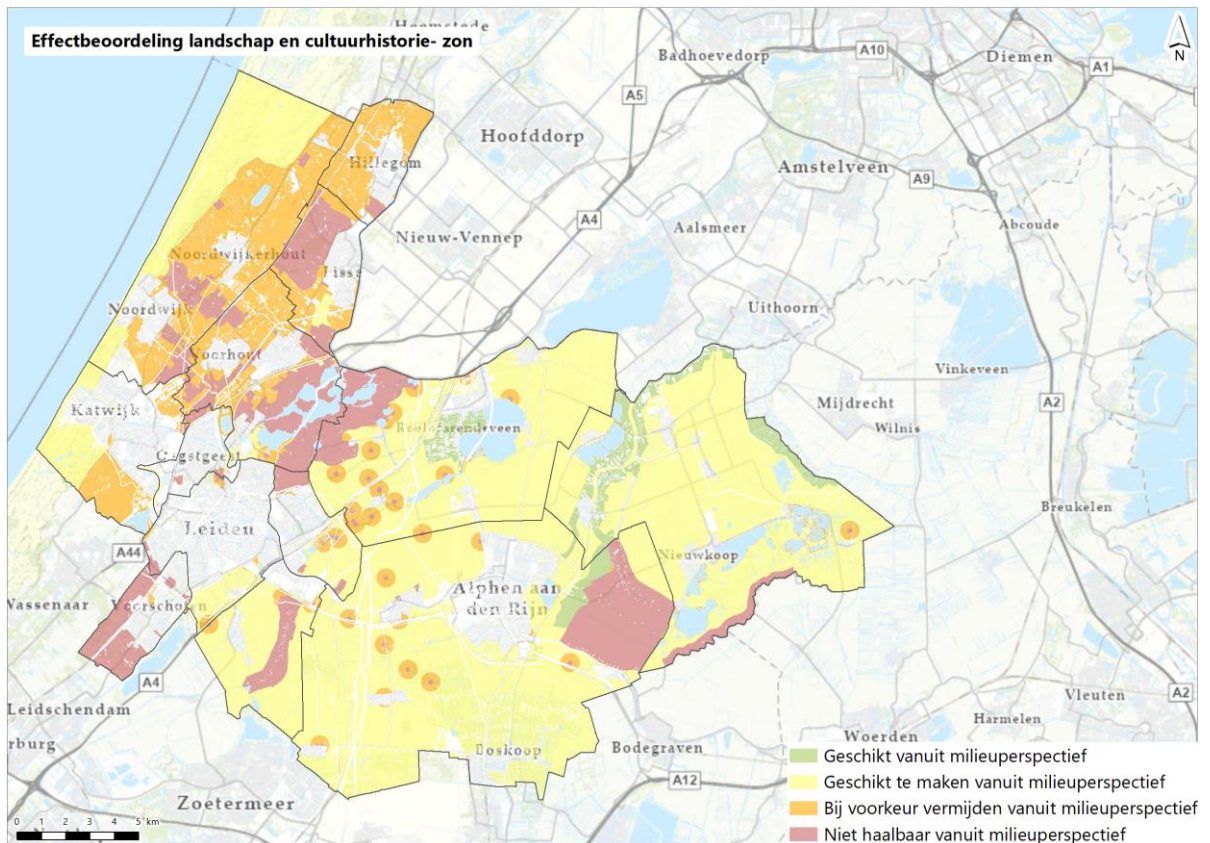 Effectbeoordeling landschap en cultuurhistorie- zon
Heemstede
Badhoevedorp
A10
Diemen
A1
N
A5
Hoofddorp
Hillegom
Amstelveen
A9
A4
Abcoude
Nieuw-Vennep
Aalsmeer
Noordwijkerhout
Lisse
Uithoorn
Noordwijk
Voorhout
Vinkeveen
Katwijk
A2
Mijdrecht
Roelofarendsveen
Wilnis
Oegstgeest
Leiden
Breukelen
A44
Nieuwkoop
Alphen aan
den Rijn
Wassenaar
Voorschoten
A4
Vleuten
A2
Leidschendam
Harmelen
rburg
Boskoop
Bodegraven
Woerden
A12
Zoetermeer
Geschikt vanuit milieuperspectief
Geschikt te maken vanuit milieuperspectief
Bij voorkeur vermijden vanuit milieuperspectief
Niet haalbaar vanuit milieuperspectief
0 1 2 3 4 5 km